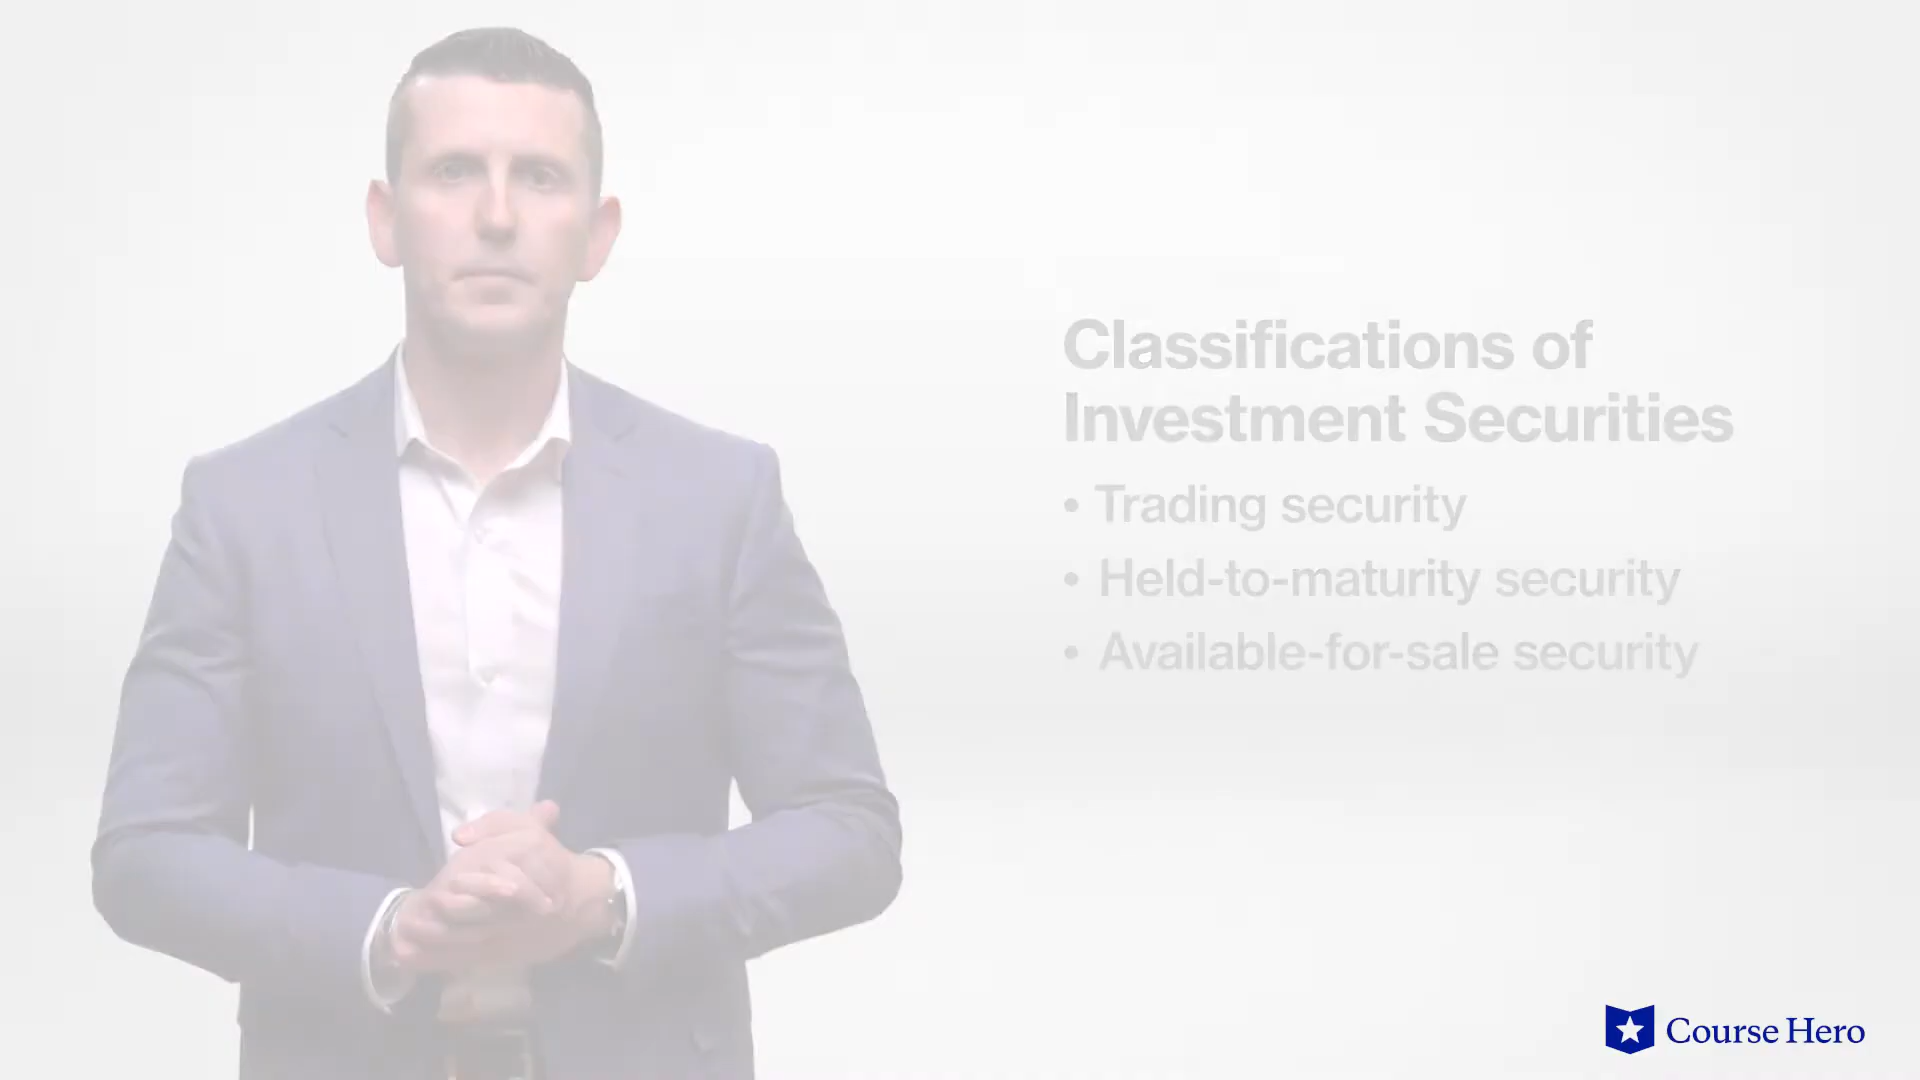 Classifications of
Investment Securities
• Trading security
• Held-to-maturity security
• Available-for-sale security
Course Hero